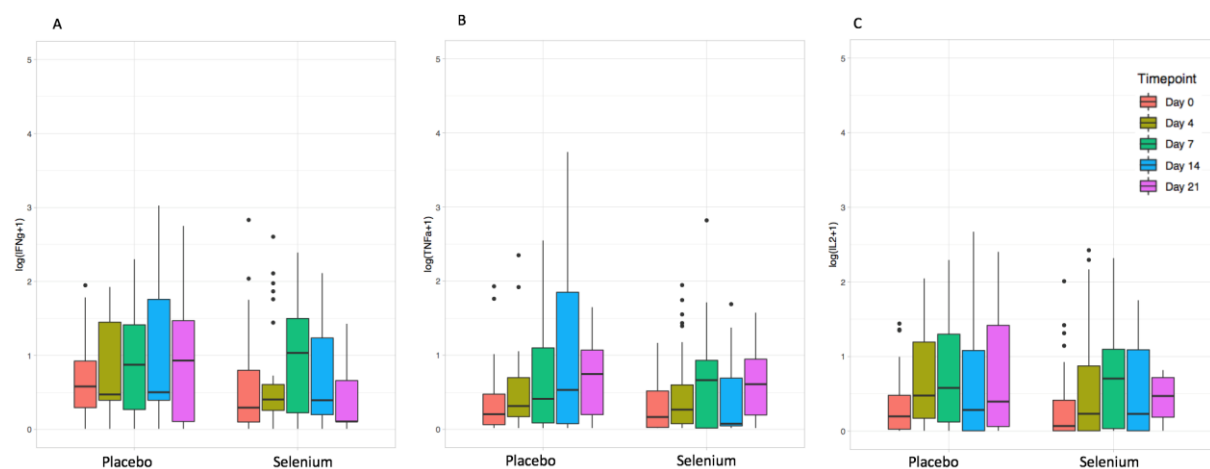 A
5
4
3
2
1
0
log(IFNg+1)
Placebo
Selenium
B
5
4
3
2
1
0
log(TNFa+1)
Placebo
Selenium
C
5
4
3
2
1
0
log(IL2+1)
Placebo
Selenium
Timepoint
Day 0
Day 4
Day 7
Day 14
Day 21